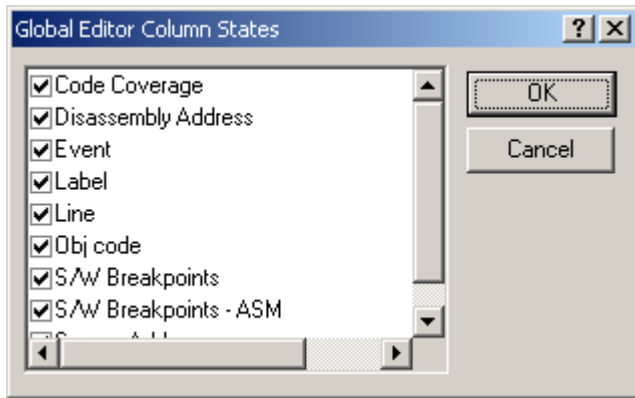 Global Editor Column States
Code Coverage
Disassembly Address
Event
Label
Line
Obj code
S/W Breakpoints
S/W Breakpoints - ASM
OK
Cancel